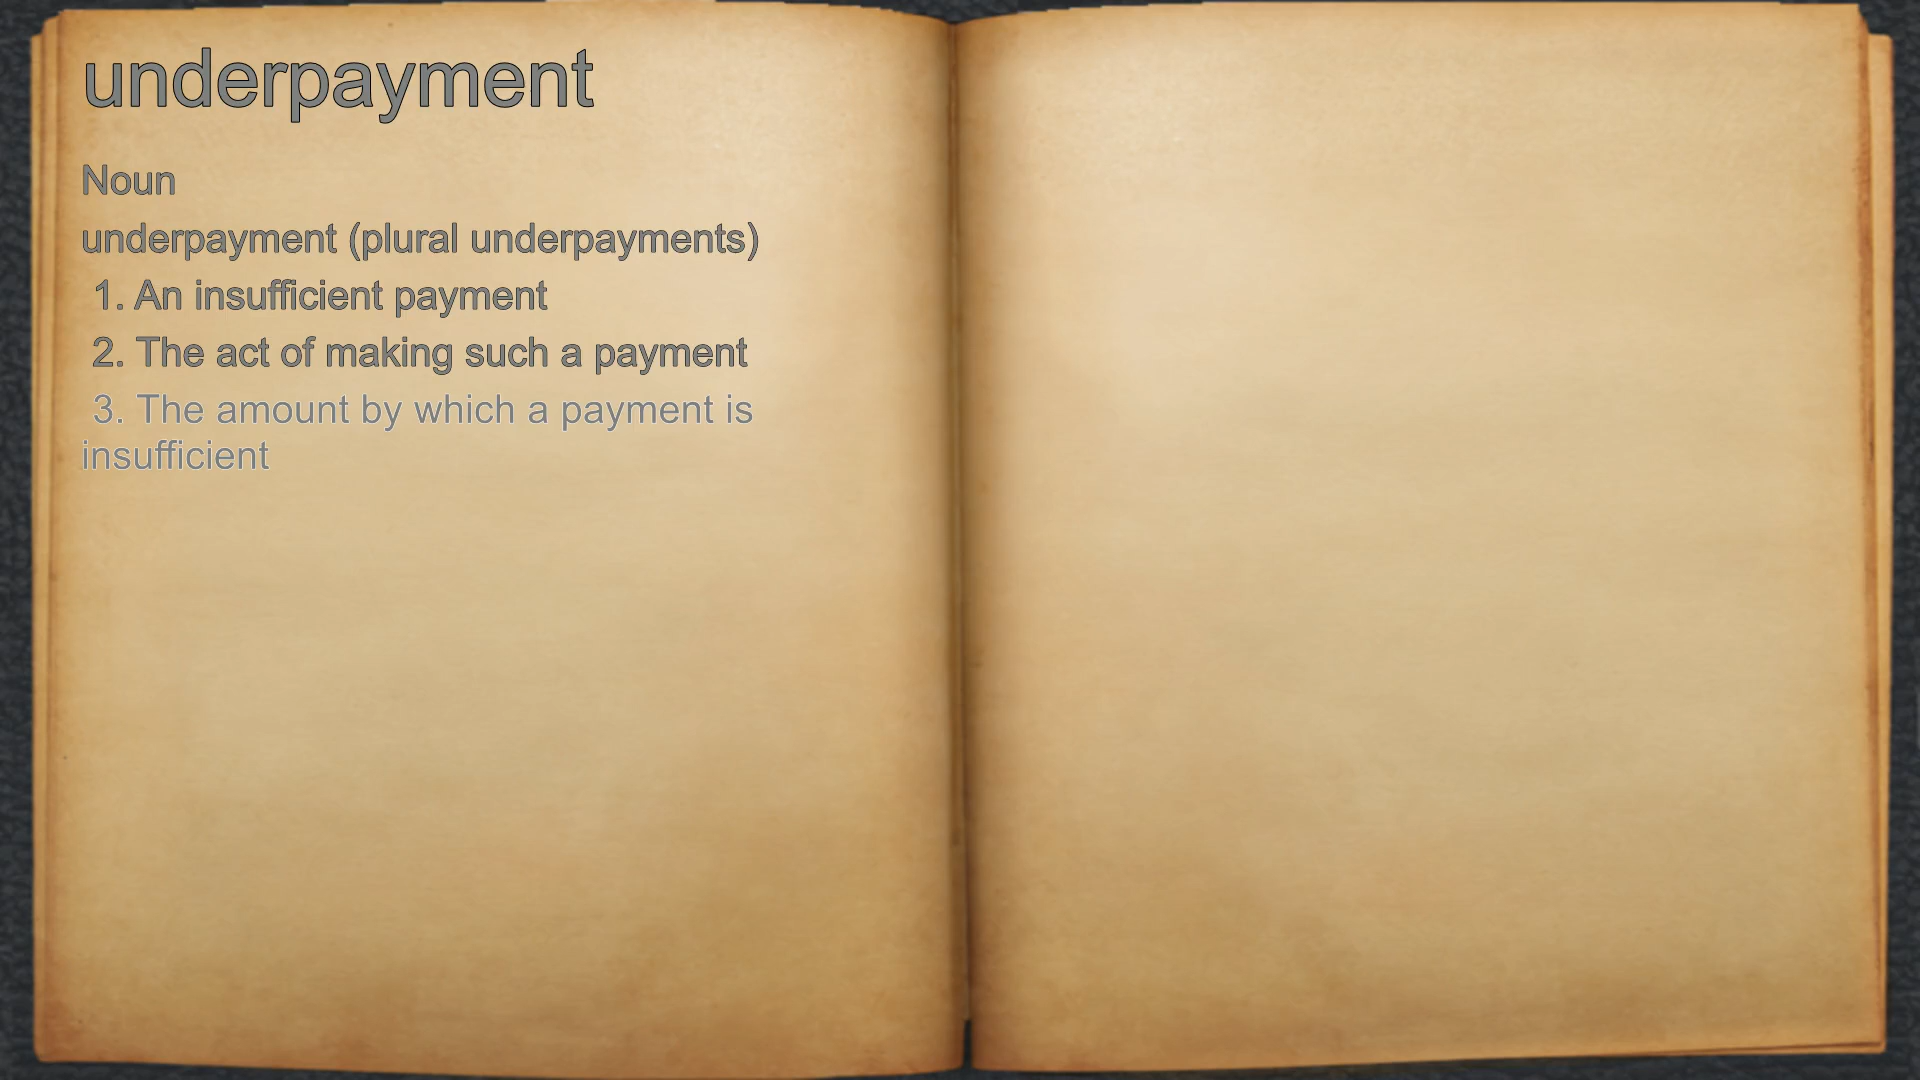 underpayment
Noun
underpayment (plural underpayments)
1. An insufficient payment
2. The act of making such a payment
3. The amount by which a payment is
insufficient